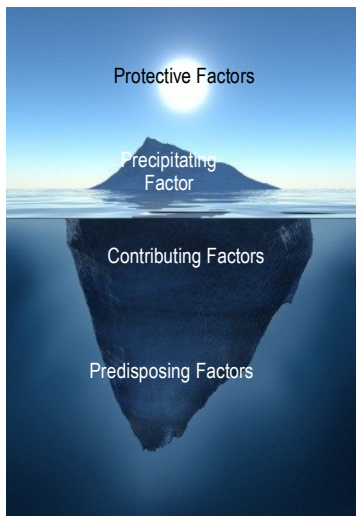 Protective Factors
Precipitating
Factor
Contributing Factors
Predisposing Factors